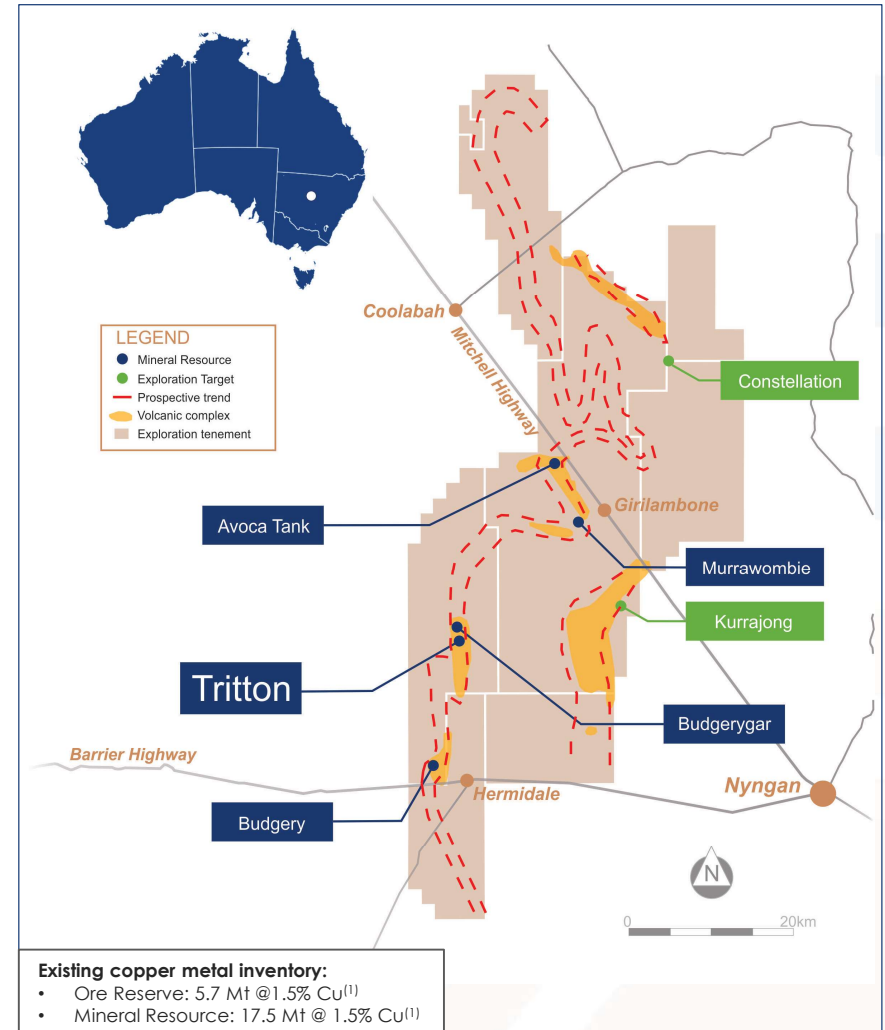 Coolabah
Mitchell Highway
LEGEND
Mineral Resource
Exploration Target
Prospective trend
Volcanic complex
Exploration tenement
Constellation
Avoca Tank
Girilambone
Murrawombie
Kurrajong
Tritton
Budgerygar
Barrier Highway
Hermidale
Nyngan
Budgery
N
0 20km
Existing copper metal inventory:
• Ore Reserve: 5.7 Mt @1.5% Cu(1)
• Mineral Resource: 17.5 Mt @ 1.5% Cu(1)